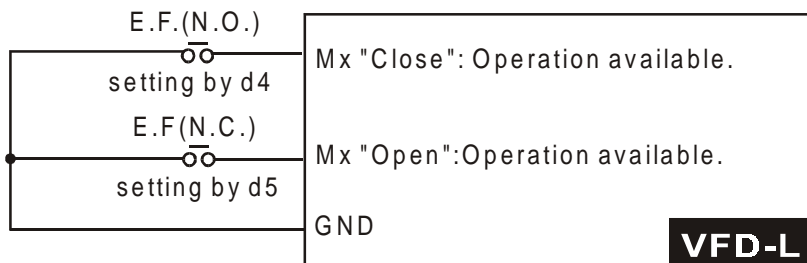 E.F.(N.O.)
Mx "Close": Operation available.
setting by d4
E.F(N.C.)
Mx "Open":Operation available.
setting by d5
GND
VFD-L